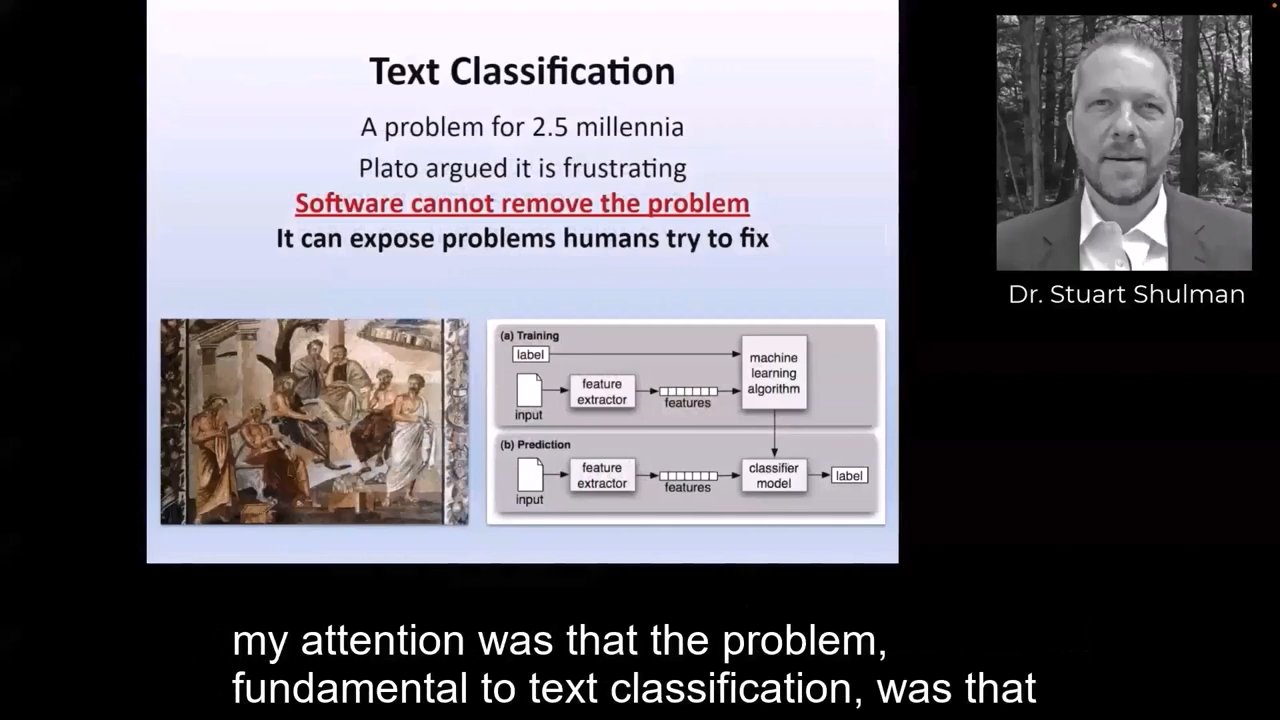 Text Classification
A problem for 2.5 millennia
Plato argued it is frustrating
Software cannot remove the problem
It can expose problems humans try to fix
(a) Training
label
input
feature
extractor
features
machine
learning
algorithm
(b) Prediction
input
feature
extractor
features
classifier
model
label
Dr. Stuart Shulman
my attention was that the problem,
fundamental to text classification, was that